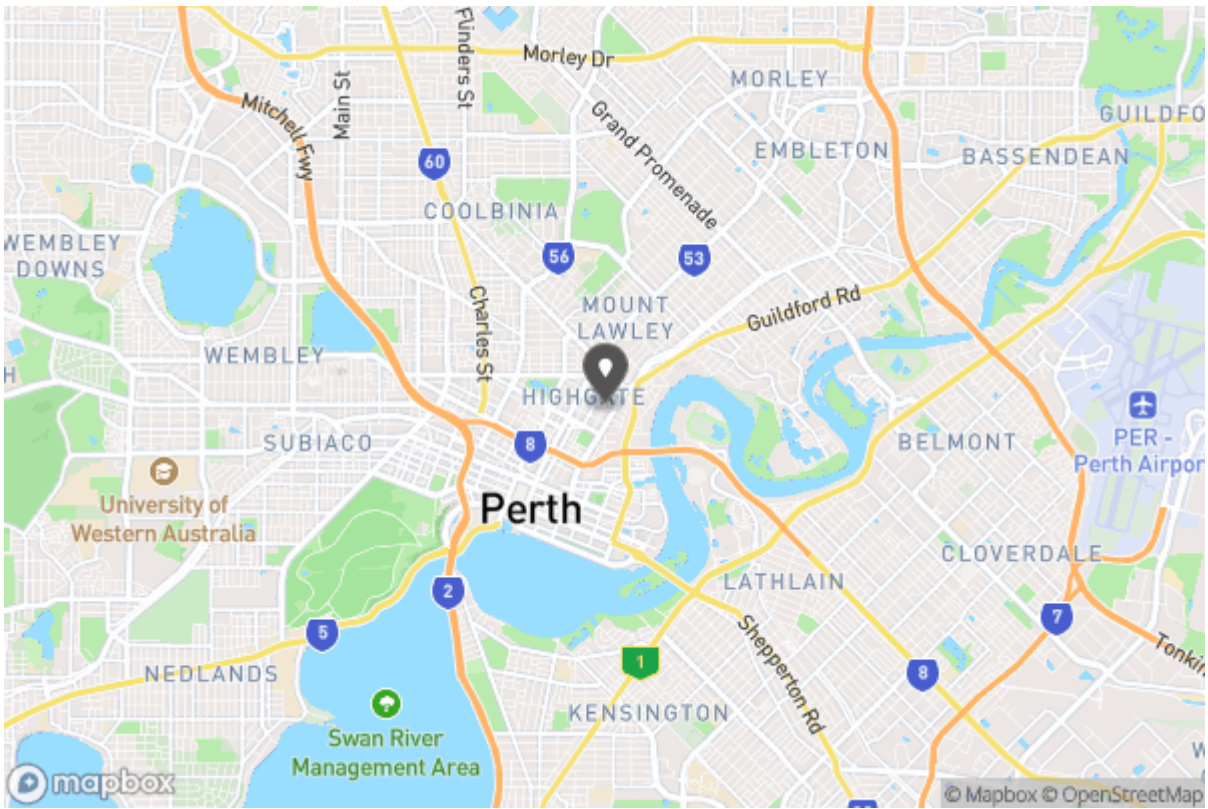 Flinders St
Morley Dr
MORLEY
Main St
Mitchell Fwy
Grand Promenade
GUILDFO
60
EMBLETON
BASSENDEAN
COOLBINIA
WEMBLEY
DOWNS
56
53
MOUNT
LAWLEY
Guildford Rd
Charles St
WEMBLEY
H
HIGHGATE
8
SUBIACO
BELMONT
PER -
Perth Airpor
University of
Western Australia
Perth
CLOVERDALE
LATHLAIN
2
5
7
1
Shepperton Rd
Tonkin
NEDLANDS
8
KENSINGTON
Swan River
Management Area
W
mapbox
© Mapbox © OpenStreetMap